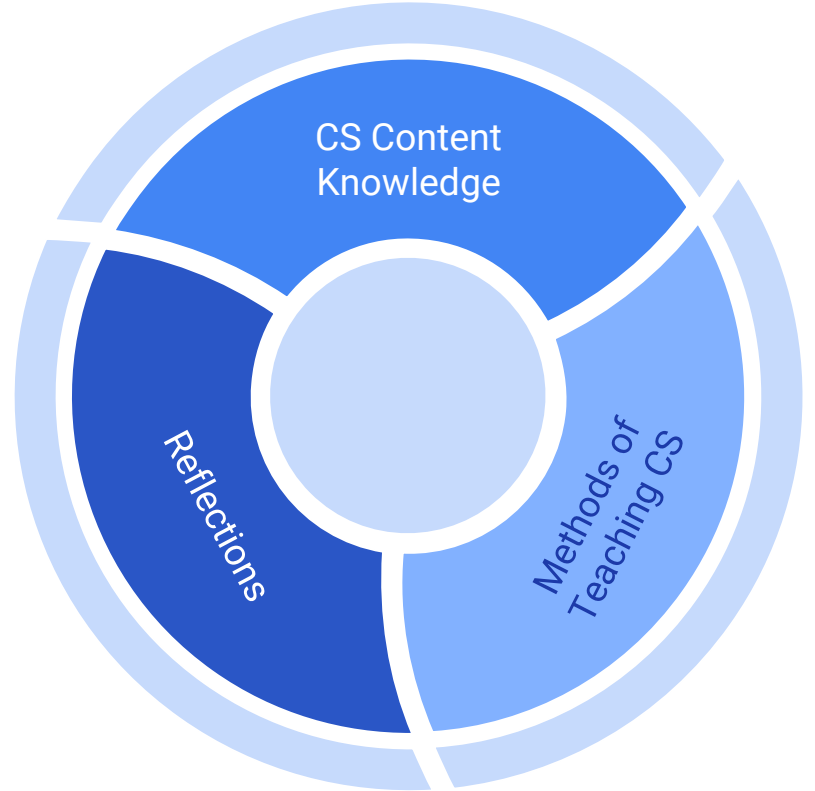 CS Content
Knowledge
Methods of
Teaching CS
Reflections